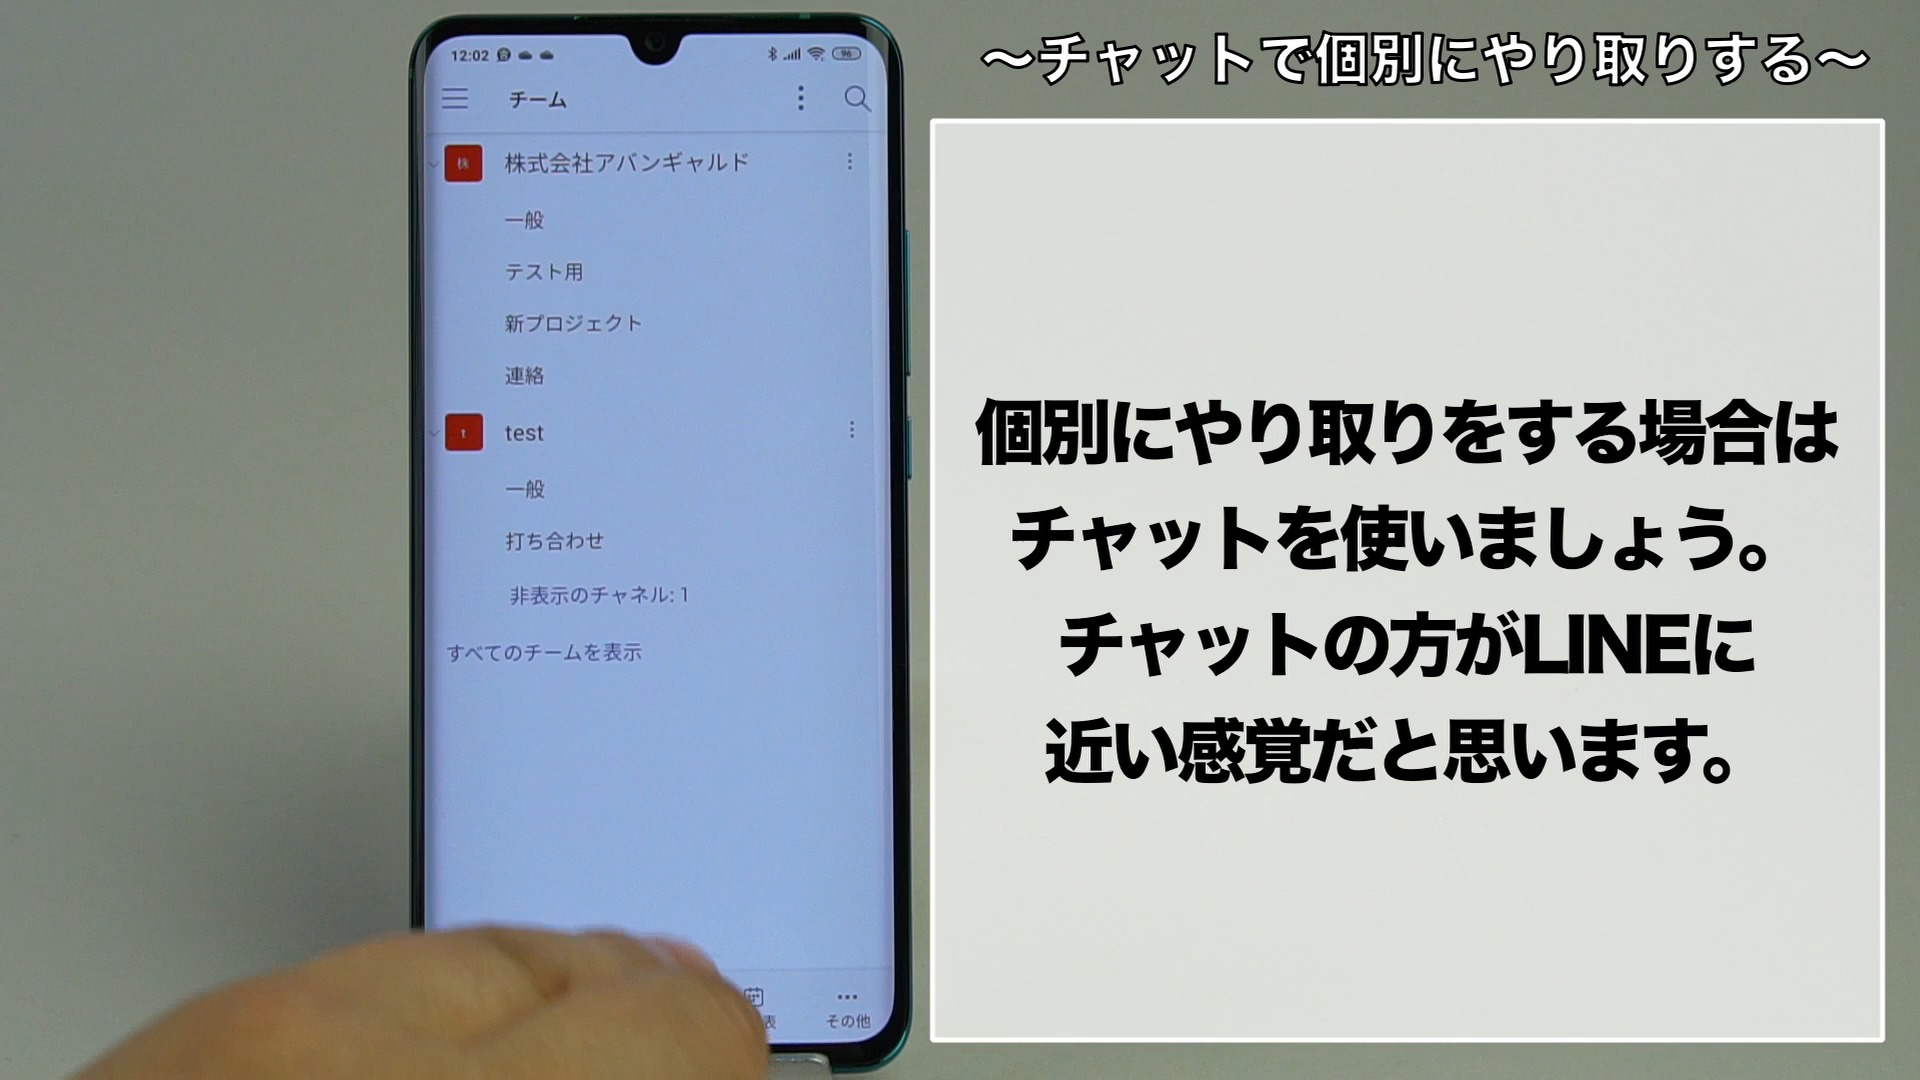 12:02
96
チーム
株
株式会社アバンギャルド
一般
テスト用
新プロジェクト
連絡
t
test
一般
打ち合わせ
非表示のチャネル: 1
すべてのチームを表示
表
その他
～チャットで個別にやり取りする～
個別にやり取りをする場合は
チャットを使いましょう。
チャットの方がLINEに
近い感覚だと思います。